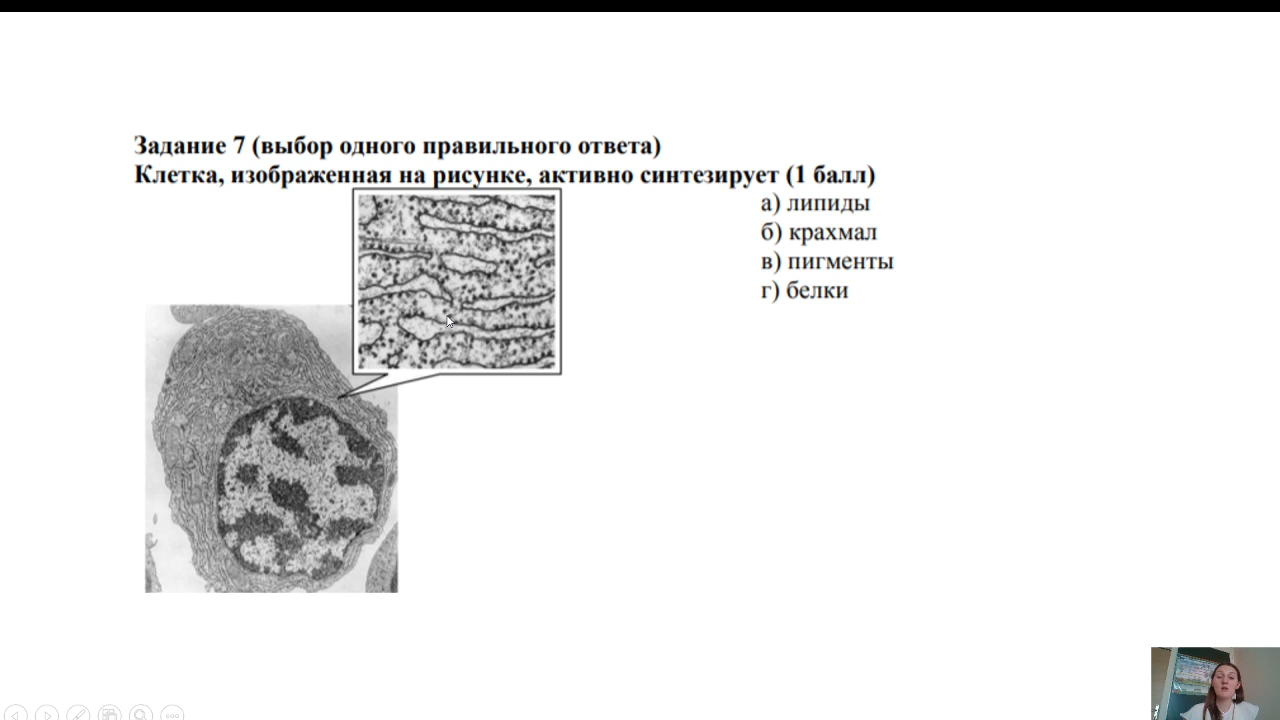 Задание 7 (выбор одного правильного ответа)
Клетка, изображенная на рисунке, активно синтезирует (1 балл)
а) липиды
б) крахмал
в) пигменты
г) белки